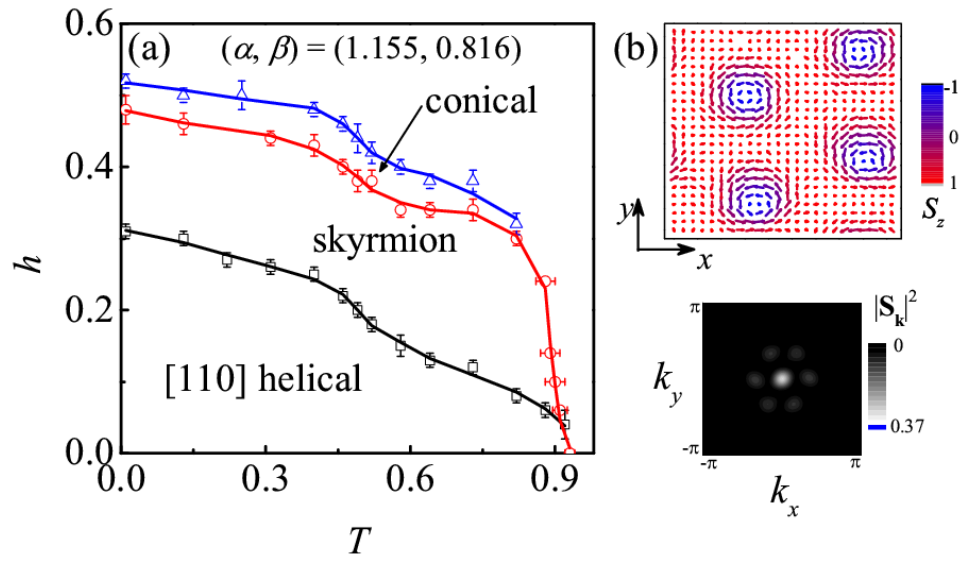 (a)
(α, β) = (1.155, 0.816)
conical
skyrmion
[110] helical
h
0.6
0.4
0.2
0.0
0.0 0.3 0.6 0.9
T
(b)
y
x
-1
0
1
S_z
|S_k|^2
π
k_y
-π
-π π
k_x
0
0.37